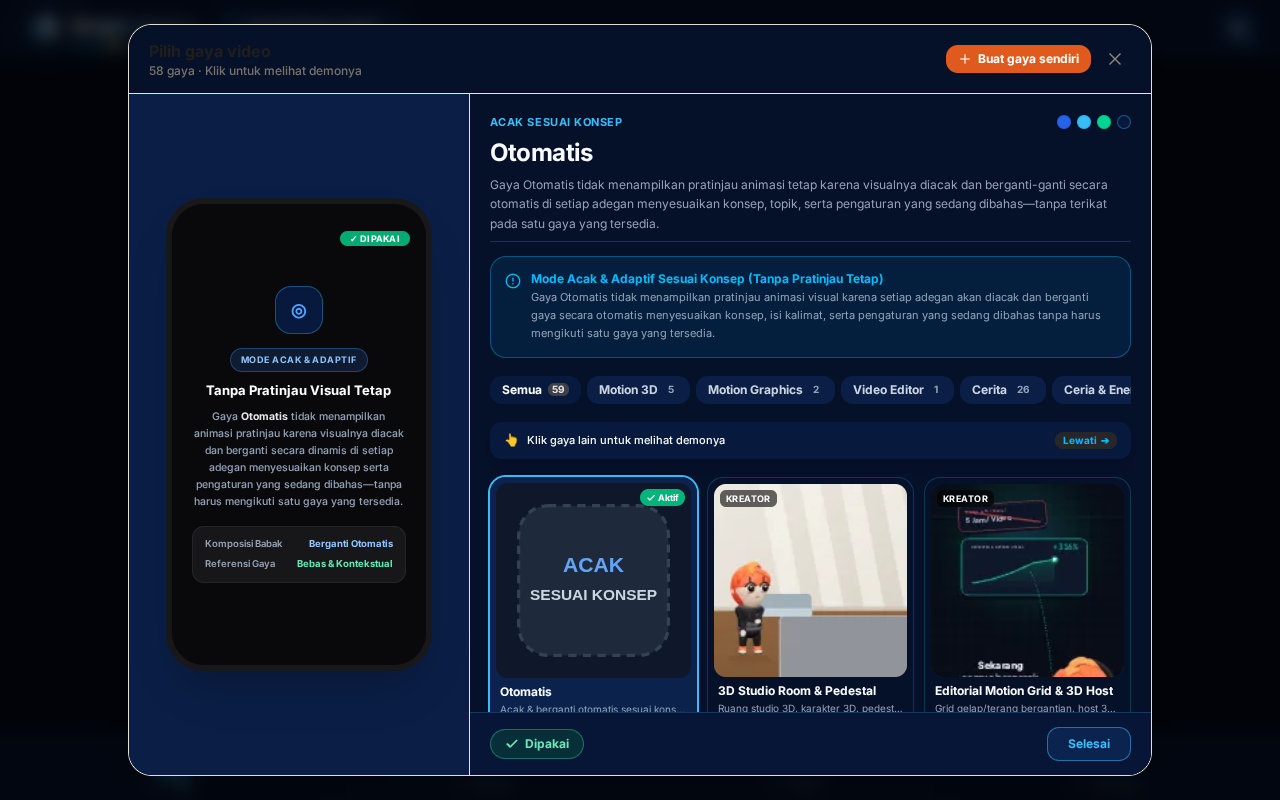 Pilih gaya video
58 gaya · Klik untuk melihat demonya
+ Buat gaya sendiri
✓ DIPAKAI
MODE ACAK & ADAPTIF
Tanpa Pratinjau Visual Tetap
Gaya Otomatis tidak menampilkan
animasi pratinjau karena visualnya diacak
dan berganti secara dinamis di setiap
adegan menyesuaikan konsep serta
pengaturan yang sedang dibahas—tanpa
harus mengikuti satu gaya yang tersedia.
Komposisi Babak Berganti Otomatis
Referensi Gaya Bebas & Kontekstual
ACAK SESUAI KONSEP
Otomatis
Gaya Otomatis tidak menampilkan pratinjau animasi tetap karena visualnya diacak dan berganti-ganti secara
otomatis di setiap adegan menyesuaikan konsep, topik, serta pengaturan yang sedang dibahas—tanpa terikat
pada satu gaya yang tersedia.
Mode Acak & Adaptif Sesuai Konsep (Tanpa Pratinjau Tetap)
Gaya Otomatis tidak menampilkan pratinjau animasi visual karena setiap adegan akan diacak dan berganti
gaya secara otomatis menyesuaikan konsep, isi kalimat, serta pengaturan yang sedang dibahas tanpa harus
mengikuti satu gaya yang tersedia.
Semua 59 Motion 3D 5 Motion Graphics 2 Video Editor 1 Cerita 26 Ceria & Ene
👆 Klik gaya lain untuk melihat demonya
Lewati ➔
✓ Aktif
ACAK
SESUAI KONSEP
Otomatis
Acak & berganti otomatis sesuai kons...
KREATOR
3D Studio Room & Pedestal
Ruang studio 3D, karakter 3D, pedest...
KREATOR
5 Jam/
+316%
Sekarang
Editorial Motion Grid & 3D Host
Grid gelap/terang bergantian, host 3...
✓ Dipakai
Selesai